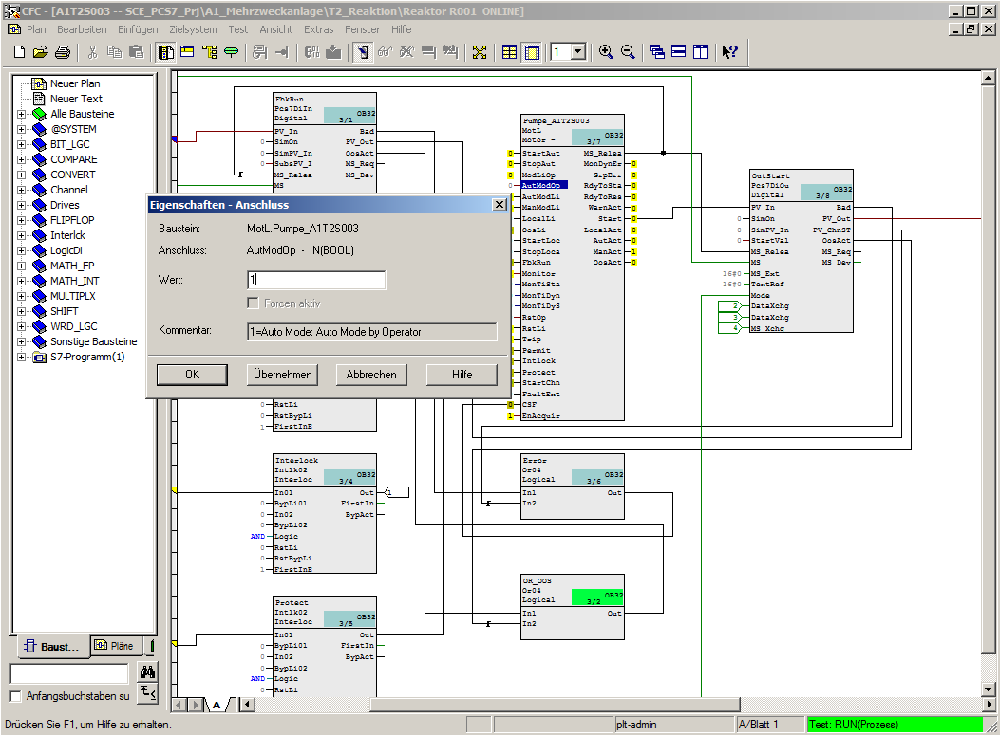 CFC - [A1T2S003 -- SCE_PCS7_Prj\A1_Mehrzweckanlage\T2_Reaktion\Reaktor R001 ONLINE]
Plan Bearbeiten Einfügen Zielsystem Test Ansicht Extras Fenster Hilfe
1
Neuer Plan
Neuer Text
Alle Bausteine
@SYSTEM
BIT_LGC
COMPARE
CONVERT
Channel
Drives
FLIPFLOP
Interlck
LogicDi
MATH_FP
MATH_INT
MULTIPLX
SHIFT
WRD_LGC
Sonstige Bausteine
S7-Programm(1)
Baust...
Pläne
Anfangsbuchstaben su
FbkRun
Pcs7DiIn
Digital
OB32
3/1
PV_In Bad
0 SimOn PV_Out
0 SimPV_In OosAct
0 SubsPV_I MS_Req
MS_Relea MS_Dev
MS
Eigenschaften - Anschluss
Baustein: MotL.Pumpe_A1T2S003
Anschluss: AutModOp - IN(BOOL)
Wert: 1
Forcen aktiv
Kommentar: 1=Auto Mode: Auto Mode by Operator
OK Übernehmen Abbrechen Hilfe
0 RstLi
0 RstBypLi
1 FirstInE
Interlock
Intlk02
Interloc
OB32
3/4
In01 Out 1
0 BypLi01 FirstIn
0 In02 BypAct
0 BypLi02
AND Logic
0 RstLi
0 RstBypLi
1 FirstInE
Protect
Intlk02
Interloc
OB32
3/5
In01 Out
0 BypLi01 FirstIn
0 In02 BypAct
0 BypLi02
AND Logic
0 RstLi
Pumpe_A1T2S003
MotL
Motor -
OB32
3/7
0 StartAut MS_Relea
0 StopAut MonDynEr 0
0 ModLiOp GrpErr 0
0 AutModOp RdyToSta 0
AutModLi RdyToRes 0
ManModLi WarnAct 0
LocalLi Start 0
OosLi LocalAct 0
StartLoc AutAct 0
StopLoca ManAct 1
FbkRun OosAct 0
Monitor
MonTiSta
MonTiDyn
MonTiDyS
RstOp
RstLi
Trip
Permit
Intlock
Protect
StartChn
FaultExt
0 CSF
1 EnAcquir
Error
Or04
Logical
OB32
3/6
In1 Out
In2
OR_OOS
Or04
Logical
OB32
3/2
In1 Out
In2
OutStart
Pcs7DiOu
Digital
OB32
3/8
PV_In Bad
0 SimOn PV_Out
0 SimPV_In PV_ChnST
0 StartVal OosAct
MS_Relea MS_Req
MS MS_Dev
16#0 MS_Ext
16#0 TextRef
Mode
2 DataXchg
3 DataXchg
4 MS_Xchg
A
Drücken Sie F1, um Hilfe zu erhalten.
plt-admin
A/Blatt 1
Test: RUN(Prozess)